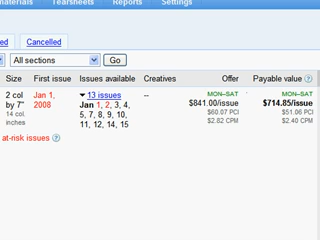 Tearsheets Reports Settings
Cancelled
All sections Go
Size First issue Issues available Creatives Offer Payable value
2 col by 7"
14 col. inches
Jan 1, 2008
13 issues
Jan 1, 2, 3, 4,
5, 7, 8, 9, 10,
11, 12, 14, 15
--
MON–SAT
$841.00/issue
$60.07 PCI
$2.82 CPM
MON–SAT
$714.85/issue
$51.06 PCI
$2.40 CPM
at-risk issues